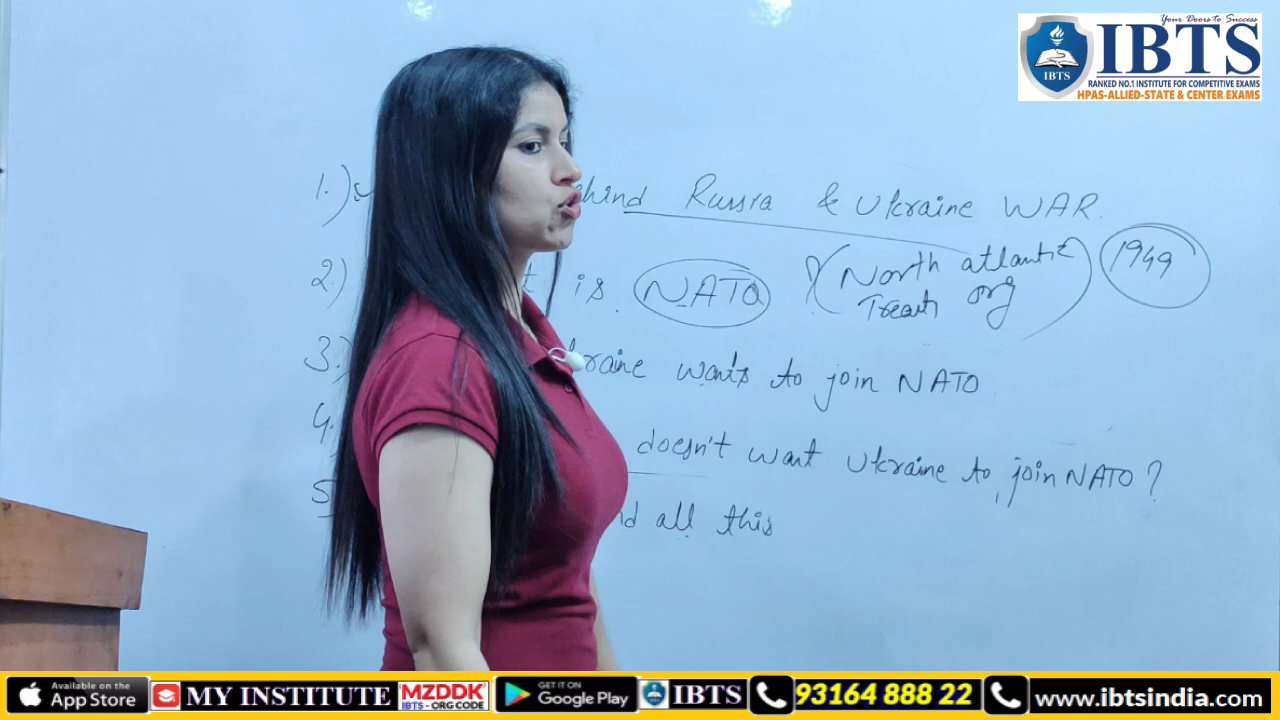 Your Doors to Success
IBTS
IBTS
RANKED NO.1 INSTITUTE FOR COMPETITIVE EXAMS
HPAS-ALLIED-STATE & CENTER EXAMS
1.) hind Russia & Ukraine WAR.
2.) t is NATO ? (North atlantic 1949
Treaty org)
3.) kraine wants to join NATO
4. doesn't want Ukraine to join NATO?
5 nd all this
Available on the
App Store
MY INSTITUTE
MZDDK
IBTS - ORG CODE
GET IT ON
Google Play
IBTS
IBTS
93164 888 22
www.ibtsindia.com